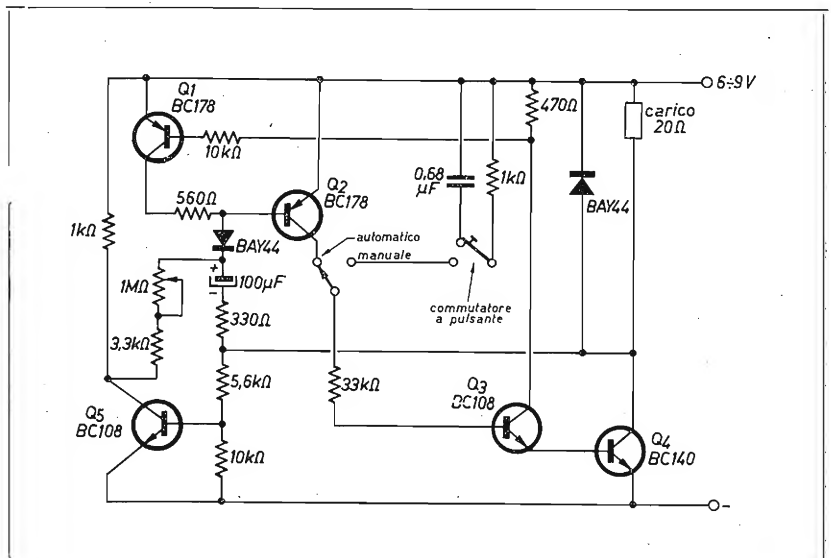 Q1
BC178
10kΩ
560Ω
Q2
BC178
1kΩ
BAY44
+
100µF
-
1MΩ
3,3kΩ
330Ω
5,6kΩ
10kΩ
Q5
BC108
automatico
manuale
33kΩ
0,68
µF
1kΩ
commutatore
a pulsante
470Ω
BAY44
6÷9V
carico
20Ω
Q3
BC108
Q4
BC140
-